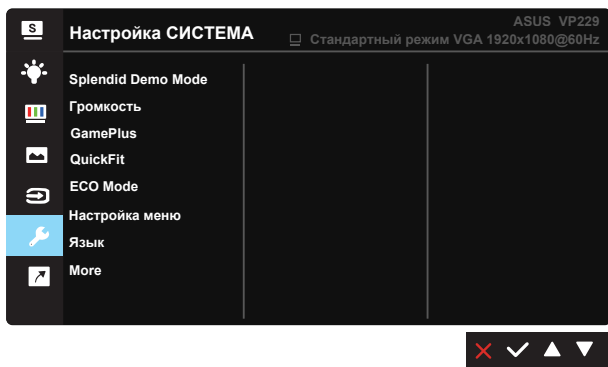 S
Настройка СИСТЕМА
ASUS VP229
Стандартный режим VGA 1920x1080@60Hz
Splendid Demo Mode
Громкость
GamePlus
QuickFit
ECO Mode
Настройка меню
Язык
More